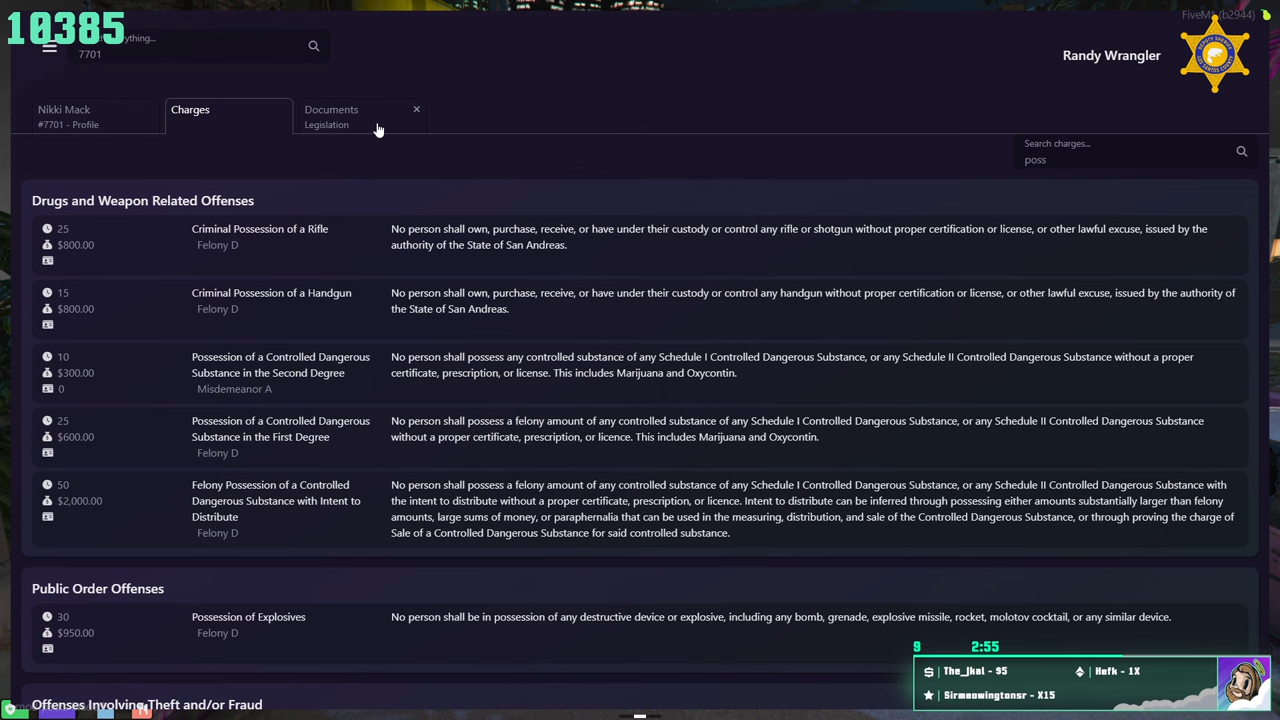 10385
FiveM
(b2944)
ything...
7701
Randy Wrangler
Nikki Mack
#7701 - Profile
Charges
Documents
Legislation
Search charges...
poss
Drugs and Weapon Related Offenses
25
$800.00
Criminal Possession of a Rifle
Felony D
No person shall own, purchase, receive, or have under their custody or control any rifle or shotgun without proper certification or license, or other lawful excuse, issued by the
authority of the State of San Andreas.
15
$800.00
Criminal Possession of a Handgun
Felony D
No person shall own, purchase, receive, or have under their custody or control any handgun without proper certification or license, or other lawful excuse, issued by the authority of
the State of San Andreas.
10
$300.00
0
Possession of a Controlled Dangerous
Substance in the Second Degree
Misdemeanor A
No person shall possess any controlled substance of any Schedule I Controlled Dangerous Substance, or any Schedule II Controlled Dangerous Substance without a proper
certificate, prescription, or license. This includes Marijuana and Oxycontin.
25
$600.00
Possession of a Controlled Dangerous
Substance in the First Degree
Felony D
No person shall possess a felony amount of any controlled substance of any Schedule I Controlled Dangerous Substance, or any Schedule II Controlled Dangerous Substance
without a proper certificate, prescription, or licence. This includes Marijuana and Oxycontin.
50
$2,000.00
Felony Possession of a Controlled
Dangerous Substance with Intent to
Distribute
Felony D
No person shall possess a felony amount of any controlled substance of any Schedule I Controlled Dangerous Substance, or any Schedule II Controlled Dangerous Substance with
the intent to distribute without a proper certificate, prescription, or licence. Intent to distribute can be inferred through possessing either amounts substantially larger than felony
amounts, large sums of money, or paraphernalia that can be used in the measuring, distribution, and sale of the Controlled Dangerous Substance, or through proving the charge of
Sale of a Controlled Dangerous Substance for said controlled substance.
Public Order Offenses
30
$950.00
Possession of Explosives
Felony D
No person shall be in possession of any destructive device or explosive, including any bomb, grenade, explosive missile, rocket, molotov cocktail, or any similar device.
9 2:55
The_Jkal - $5
Hafk - 1X
Sirmeowingtonsr - X15
Offenses Involving Theft and/or Fra